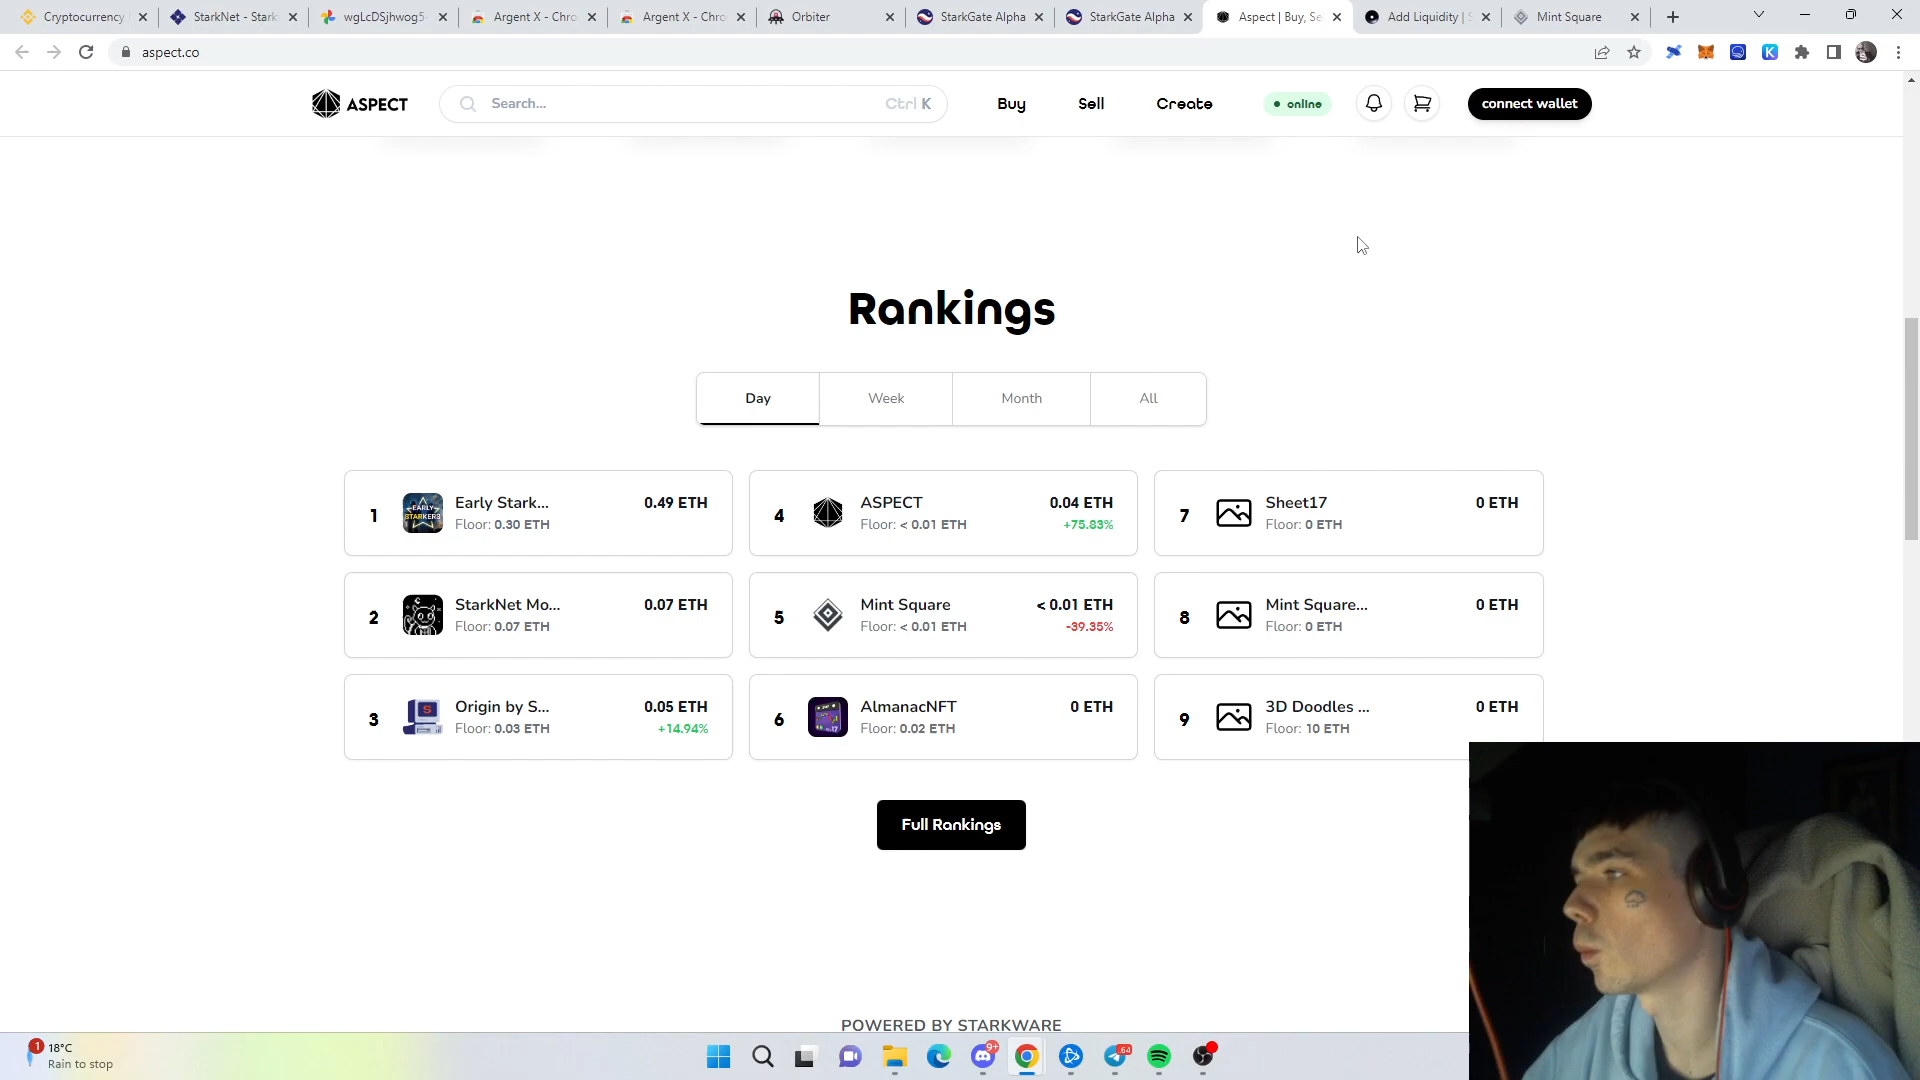 Cryptocurrency
StarkNet - Stark
wgLcDSjhwog5-
Argent X - Chro
Argent X - Chro
Orbiter
StarkGate Alpha
StarkGate Alpha
Aspect | Buy, Se
Add Liquidity |
Mint Square
aspect.co
ASPECT
Search...
Ctrl K
Buy
Sell
Create
online
connect wallet
Rankings
Day
Week
Month
All
1
Early Stark...
0.49 ETH
Floor: 0.30 ETH
4
ASPECT
0.04 ETH
Floor: < 0.01 ETH
+75.83%
7
Sheet17
0 ETH
Floor: 0 ETH
2
StarkNet Mo...
0.07 ETH
Floor: 0.07 ETH
5
Mint Square
< 0.01 ETH
Floor: < 0.01 ETH
-39.35%
8
Mint Square...
0 ETH
Floor: 0 ETH
3
Origin by S...
0.05 ETH
Floor: 0.03 ETH
+14.94%
6
AlmanacNFT
0 ETH
Floor: 0.02 ETH
9
3D Doodles ...
0 ETH
Floor: 10 ETH
Full Rankings
POWERED BY STARKWARE
1
18°C
Rain to stop
9+
64